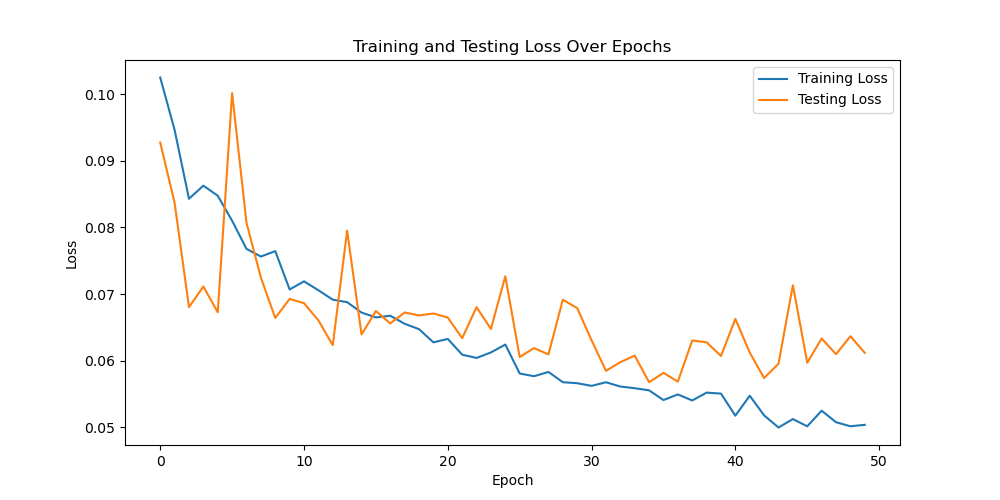 Training and Testing Loss Over Epochs
Training Loss
Testing Loss
0.10
0.09
0.08
0.07
0.06
0.05
Loss
0 10 20 30 40 50
Epoch